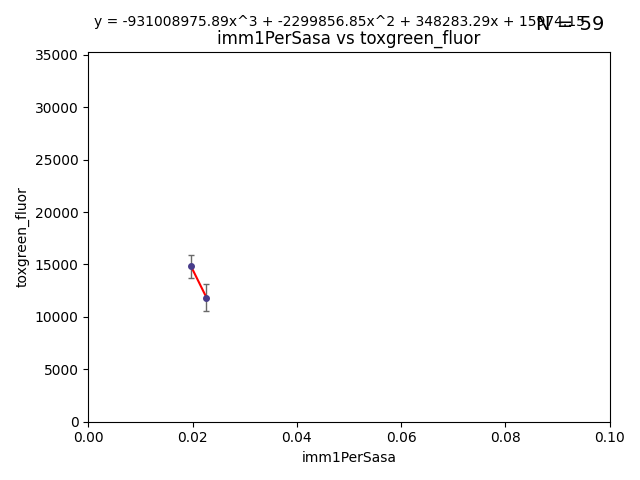 y = -931008975.89x^3 + -2299856.85x^2 + 348283.29x + 15974.15
N = 59
imm1PerSasa vs toxgreen_fluor
35000
30000
25000
20000
15000
10000
5000
0
toxgreen_fluor
0.00 0.02 0.04 0.06 0.08 0.10
imm1PerSasa